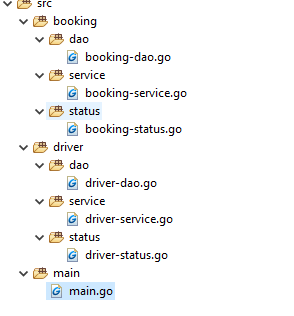 src
booking
dao
booking-dao.go
service
booking-service.go
status
booking-status.go
driver
dao
driver-dao.go
service
driver-service.go
status
driver-status.go
main
main.go